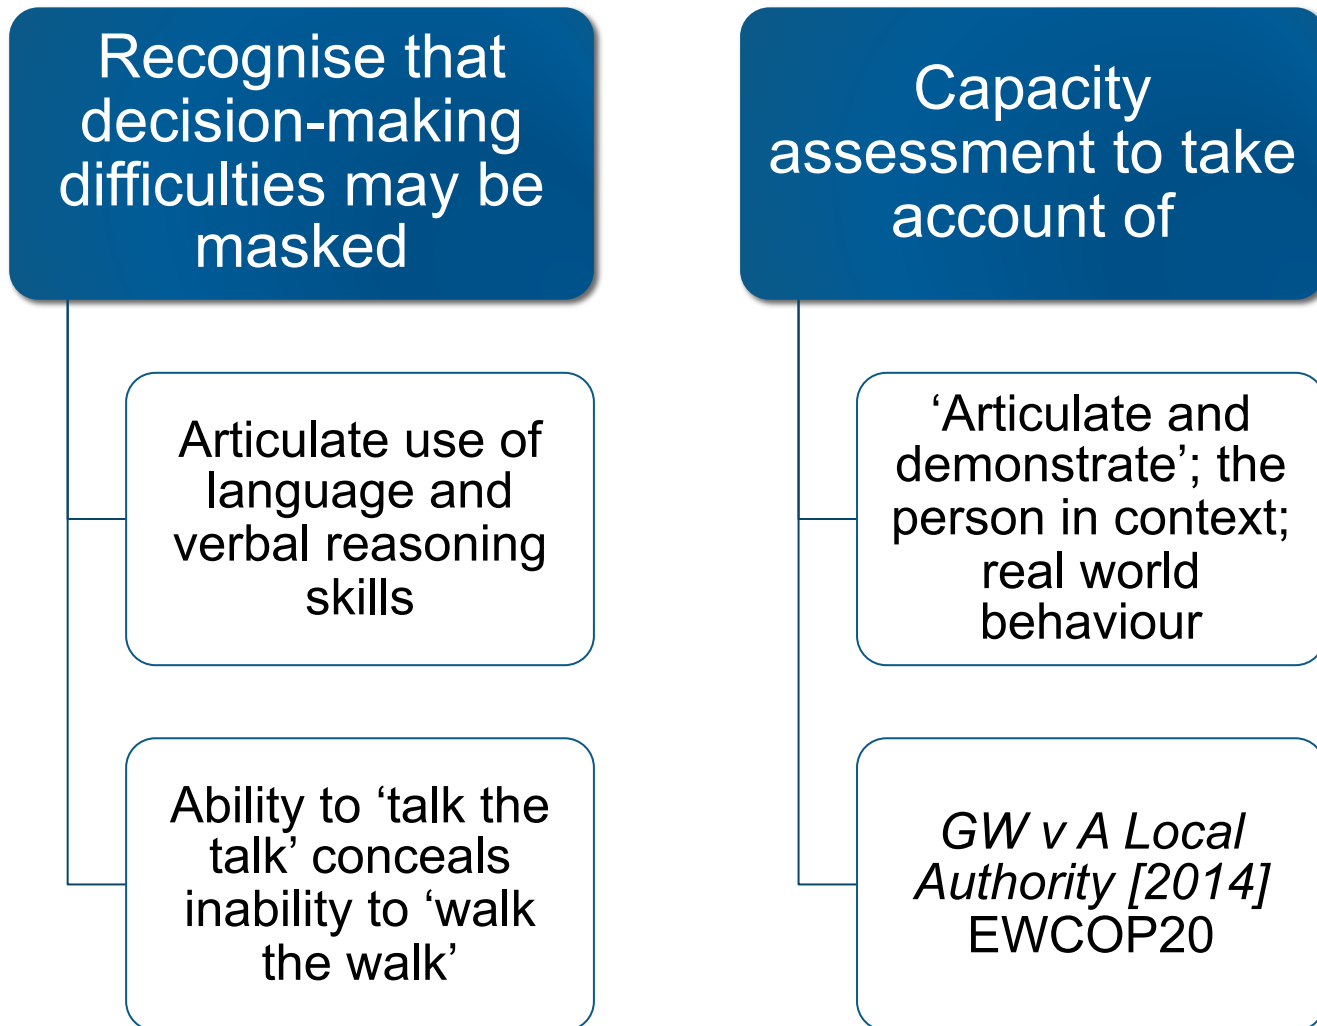 Recognise that
decision-making
difficulties may be
masked
Articulate use of
language and
verbal reasoning
skills
Ability to ‘talk the
talk’ conceals
inability to ‘walk
the walk’
Capacity
assessment to take
account of
‘Articulate and
demonstrate’; the
person in context;
real world
behaviour
GW v A Local
Authority [2014]
EWCOP20